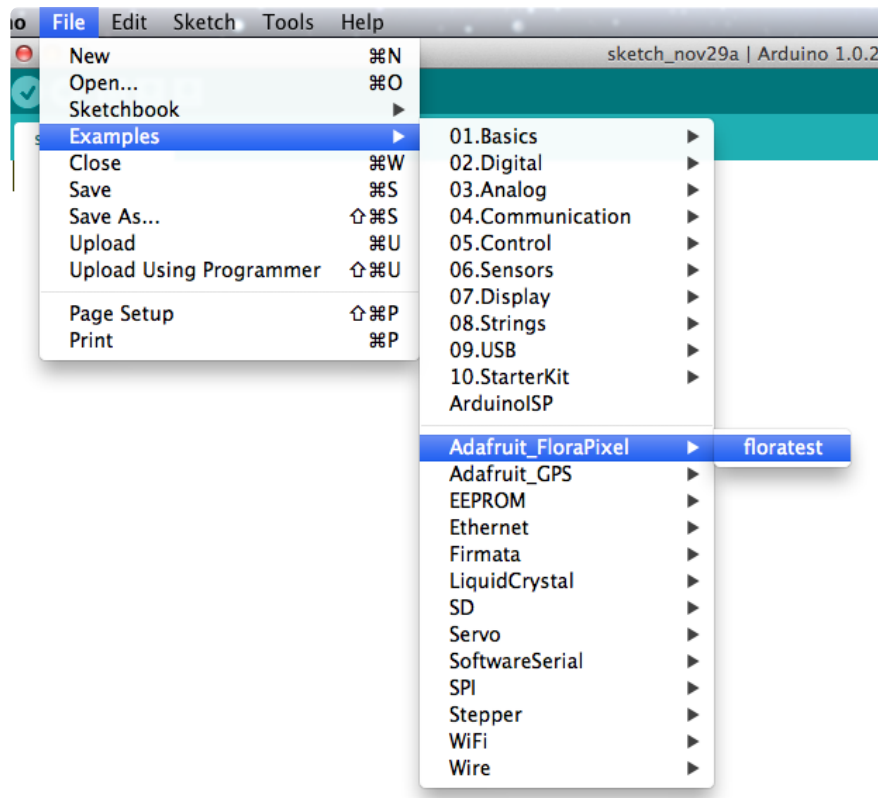 no File Edit Sketch Tools Help
sketch_nov29a | Arduino 1.0.2
New ⌘N
Open... ⌘O
Sketchbook ▶
Examples ▶
Close ⌘W
Save ⌘S
Save As... ⇧⌘S
Upload ⌘U
Upload Using Programmer ⇧⌘U
Page Setup ⇧⌘P
Print ⌘P
01.Basics ▶
02.Digital ▶
03.Analog ▶
04.Communication ▶
05.Control ▶
06.Sensors ▶
07.Display ▶
08.Strings ▶
09.USB ▶
10.StarterKit ▶
ArduinoISP
Adafruit_FloraPixel ▶
Adafruit_GPS ▶
EEPROM ▶
Ethernet ▶
Firmata ▶
LiquidCrystal ▶
SD ▶
Servo ▶
SoftwareSerial ▶
SPI ▶
Stepper ▶
WiFi ▶
Wire ▶
floratest